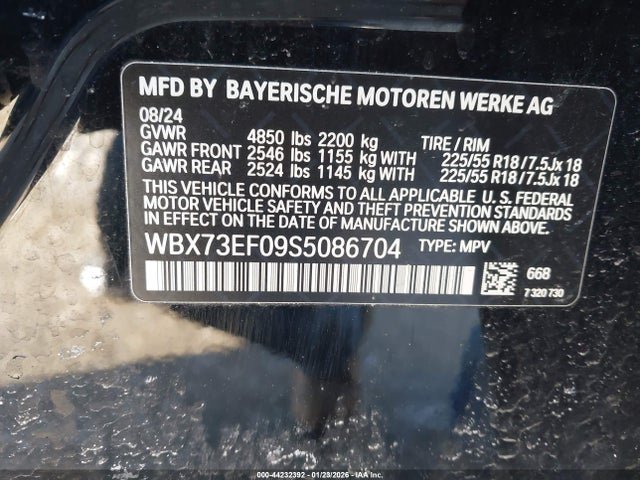 MFD BY BAYERISCHE MOTOREN WERKE AG
08/24
GVWR 4850 lbs 2200 kg TIRE / RIM
GAWR FRONT 2546 lbs 1155 kg WITH 225/55 R18 / 7.5Jx18
GAWR REAR 2524 lbs 1145 kg WITH 225/55 R18 / 7.5Jx18
THIS VEHICLE CONFORMS TO ALL APPLICABLE U. S. FEDERAL
MOTOR VEHICLE SAFETY AND THEFT PREVENTION STANDARDS
IN EFFECT ON THE DATE OF MANUFACTURE SHOWN ABOVE.
WBX73EF09S5086704 TYPE: MPV
668
7 320 730
000-44232392 - 01/23/2026 - IAA Inc.